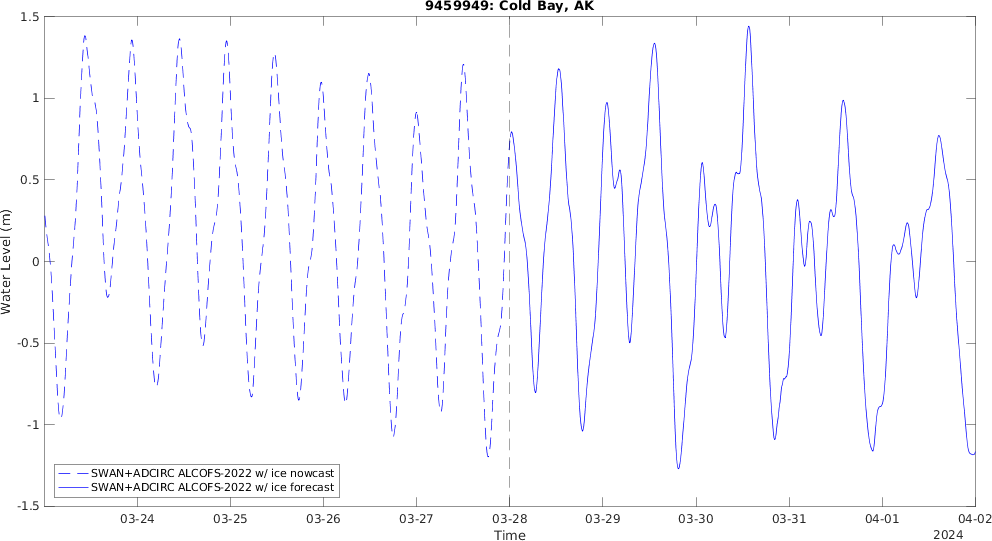 9459949: Cold Bay, AK
Water Level (m)
1.5
1
0.5
0
-0.5
-1
-1.5
SWAN+ADCIRC ALCOFS-2022 w/ ice nowcast
SWAN+ADCIRC ALCOFS-2022 w/ ice forecast
03-24 03-25 03-26 03-27 03-28 03-29 03-30 03-31 04-01 04-02
Time
2024